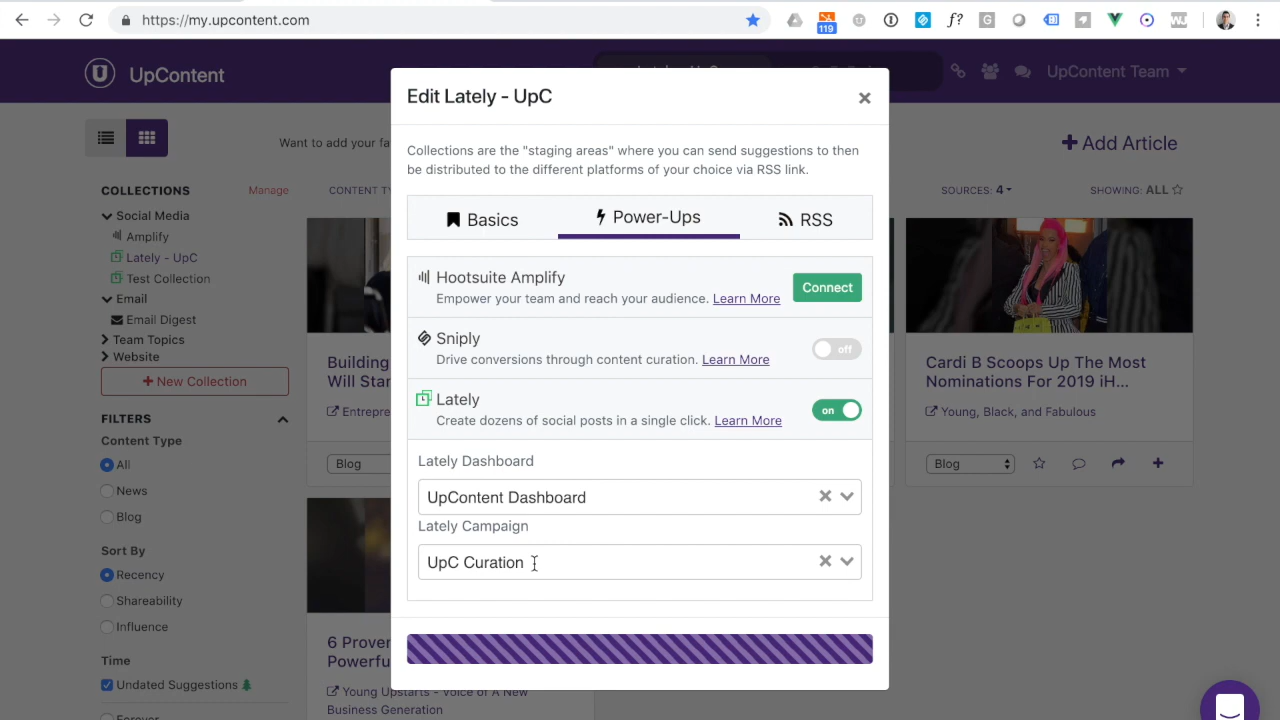 https://my.upcontent.com
119
UpContent
UpContent Team
Edit Lately - UpC
Collections are the "staging areas" where you can send suggestions to then
be distributed to the different platforms of your choice via RSS link.
Basics
Power-Ups
RSS
Hootsuite Amplify
Empower your team and reach your audience. Learn More
Connect
Sniply
Drive conversions through content curation. Learn More
off
Lately
Create dozens of social posts in a single click. Learn More
on
Lately Dashboard
UpContent Dashboard
Lately Campaign
UpC Curation
Want to add your fa
+ Add Article
COLLECTIONS
Manage
CONTENT TY
SOURCES: 4
SHOWING: ALL
Social Media
Amplify
Lately - UpC
Test Collection
Email
Email Digest
Team Topics
Website
+ New Collection
FILTERS
Content Type
All
News
Blog
Sort By
Recency
Shareability
Influence
Time
Undated Suggestions
Forever
Building
Will Star
Entrepre
Blog
Cardi B Scoops Up The Most
Nominations For 2019 iH...
Young, Black, and Fabulous
Blog
6 Proven
Powerfu
Young Upstarts - Voice of A New
Business Generation